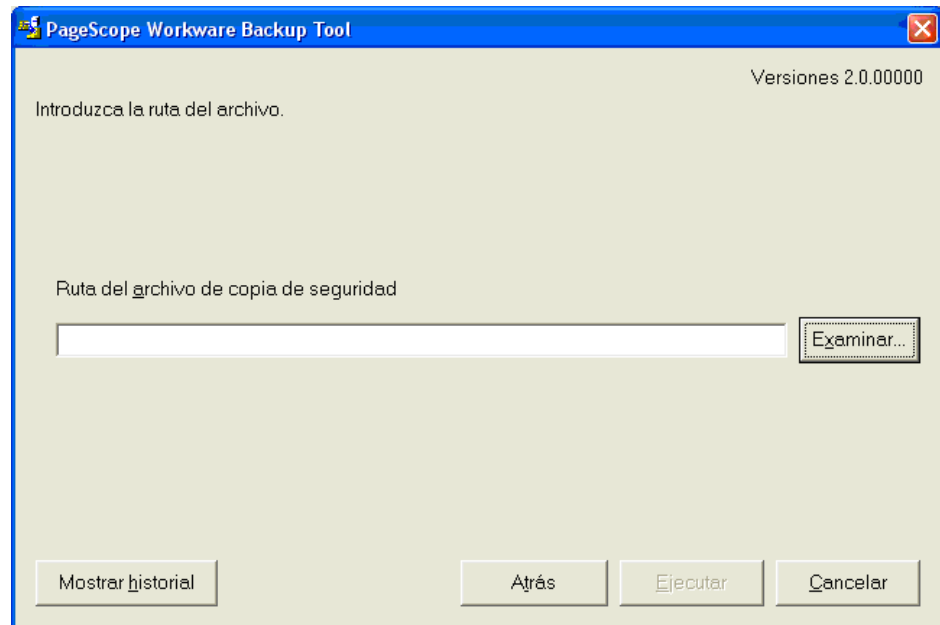 PageScope Workware Backup Tool
Versiones 2.0.00000
Introduzca la ruta del archivo.
Ruta del archivo de copia de seguridad
Examinar...
Mostrar historial
Atrás
Ejecutar
Cancelar